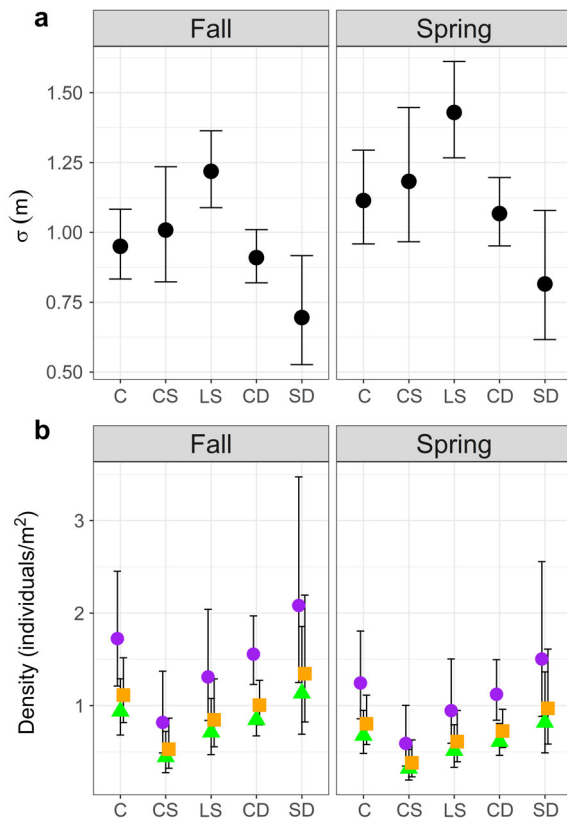 a
Fall Spring
σ (m)
1.50
1.25
1.00
0.75
0.50
C CS LS CD SD C CS LS CD SD
b
Fall Spring
Density (individuals/m²)
3
2
1
C CS LS CD SD C CS LS CD SD